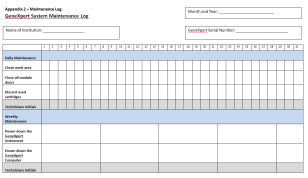 Appendix 2 – Maintenance Log.
GeneXpert System Maintenance Log
Month and Year: ____________________
Name of Institution: ____________________
GeneXpert Serial Number: ____________________
1 2 3 4 5 6 7 8 9 10 11 12 13 14 15 16 17 18 19 20 21 22 23 24 25 26 27 28 29 30 31
Daily Maintenance
Clean work area
Close all module
doors
Discard used
cartridges
Technicians Initials
Weekly
Maintenance
Power down the
GeneXpert
Instrument
Power down the
GeneXpert
Computer
Technicians Initials